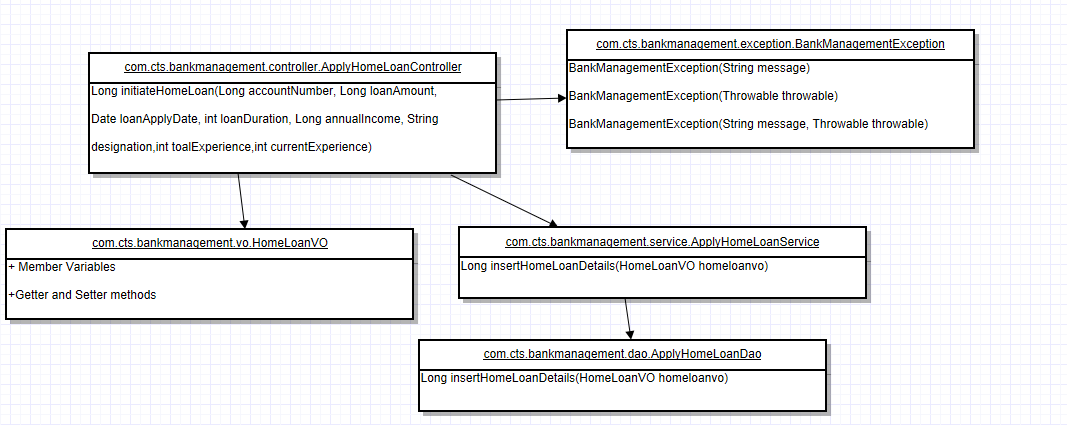 com.cts.bankmanagement.exception.BankManagementException
BankManagementException(String message)
BankManagementException(Throwable throwable)
BankManagementException(String message, Throwable throwable)
com.cts.bankmanagement.controller.ApplyHomeLoanController
Long initiateHomeLoan(Long accountNumber, Long loanAmount,
Date loanApplyDate, int loanDuration, Long annualIncome, String
designation,int toalExperience,int currentExperience)
com.cts.bankmanagement.vo.HomeLoanVO
+ Member Variables
+Getter and Setter methods
com.cts.bankmanagement.service.ApplyHomeLoanService
Long insertHomeLoanDetails(HomeLoanVO homeloanvo)
com.cts.bankmanagement.dao.ApplyHomeLoanDao
Long insertHomeLoanDetails(HomeLoanVO homeloanvo)